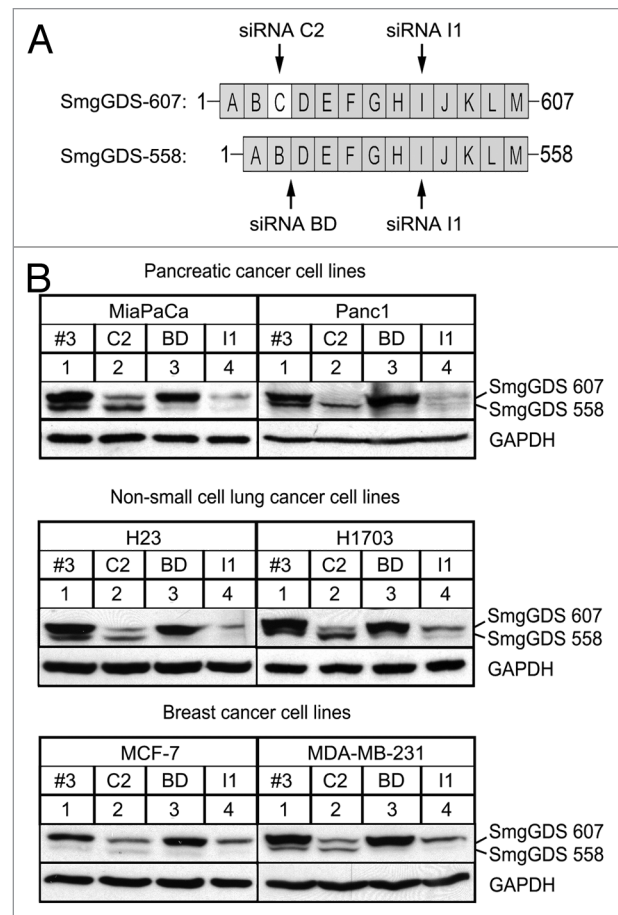 A
siRNA C2 siRNA I1
SmgGDS-607: 1 A B C D E F G H I J K L M 607
SmgGDS-558: 1 A B D E F G H I J K L M 558
siRNA BD siRNA I1
B
Pancreatic cancer cell lines
MiaPaCa Panc1
#3 C2 BD I1 #3 C2 BD I1
1 2 3 4 1 2 3 4
SmgGDS 607
SmgGDS 558
GAPDH
Non-small cell lung cancer cell lines
H23 H1703
#3 C2 BD I1 #3 C2 BD I1
1 2 3 4 1 2 3 4
SmgGDS 607
SmgGDS 558
GAPDH
Breast cancer cell lines
MCF-7 MDA-MB-231
#3 C2 BD I1 #3 C2 BD I1
1 2 3 4 1 2 3 4
SmgGDS 607
SmgGDS 558
GAPDH